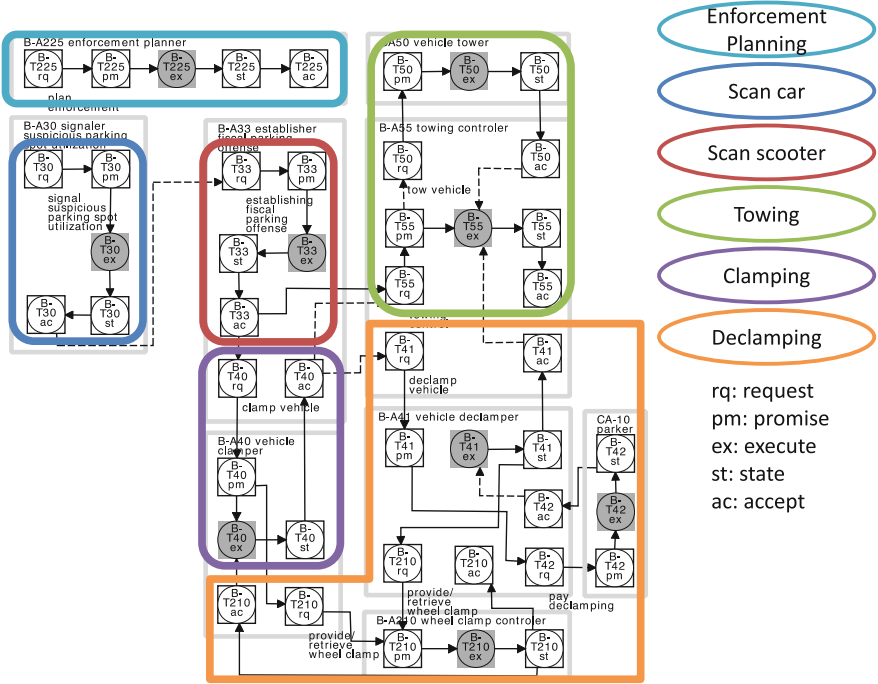 B-A225 enforcement planner
B-
T225
rq
B-
T225
pm
B-
T225
ex
B-
T225
st
B-
T225
ac
plan
enforcement
B-A30 signaler
suspicious parking
spot utilization
B-
T30
rq
B-
T30
pm
signal
suspicious
parking spot
utilization
B-
T30
ex
B-
T30
ac
B-
T30
st
B-A33 establisher
fiscal parking
offense
B-
T33
rq
B-
T33
pm
establishing
fiscal
parking
offense
B-
T33
st
B-
T33
ex
B-
T33
ac
B-
T40
rq
B-
T40
ac
clamp vehicle
B-A40 vehicle
clamper
B-
T40
pm
B-
T40
ex
B-
T40
st
B-
T210
ac
B-
T210
rq
provide/
retrieve
wheel clamp
CA50 vehicle tower
B-
T50
pm
B-
T50
ex
B-
T50
st
B-A55 towing controler
B-
T50
rq
B-
T50
ac
tow vehicle
B-
T55
pm
B-
T55
ex
B-
T55
st
B-
T55
rq
B-
T55
ac
towing
B-
T41
rq
B-
T41
ac
declamp
vehicle
B-A41 vehicle declamper
B-
T41
pm
B-
T41
ex
B-
T41
st
B-
T42
ac
B-
T210
rq
B-
T210
ac
B-
T42
rq
provide/
retrieve
wheel clamp
pay
declamping
CA-10
parker
B-
T42
st
B-
T42
ex
B-
T42
pm
B-A210 wheel clamp controler
B-
T210
pm
B-
T210
ex
B-
T210
st
Enforcement
Planning
Scan car
Scan scooter
Towing
Clamping
Declamping
rq: request
pm: promise
ex: execute
st: state
ac: accept